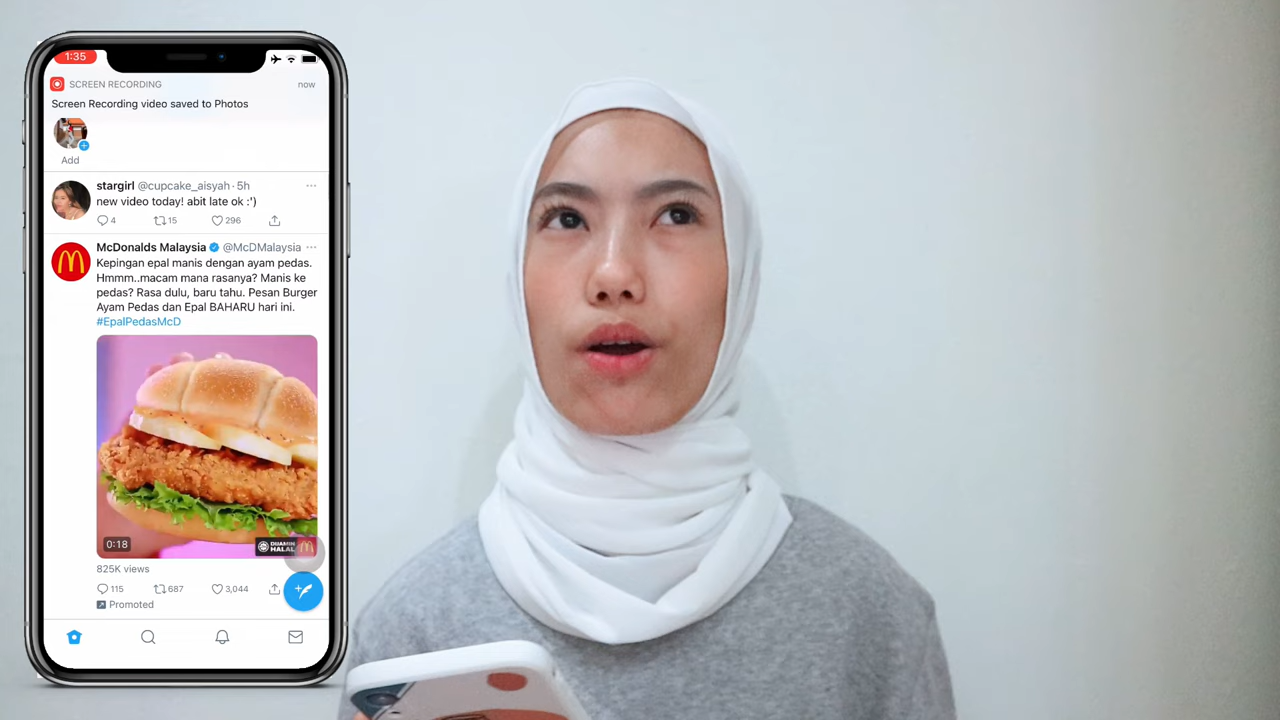 1:35
SCREEN RECORDING now
Screen Recording video saved to Photos
Add
stargirl @cupcake_aisyah · 5h
new video today! abit late ok :')
4 15 296
McDonalds Malaysia @McDMalaysia
Kepingan epal manis dengan ayam pedas.
Hmmm..macam mana rasanya? Manis ke
pedas? Rasa dulu, baru tahu. Pesan Burger
Ayam Pedas dan Epal BAHARU hari ini.
#EpalPedasMcD
0:18
DIJAMIN
HALAL
825K views
115 687 3,044
Promoted